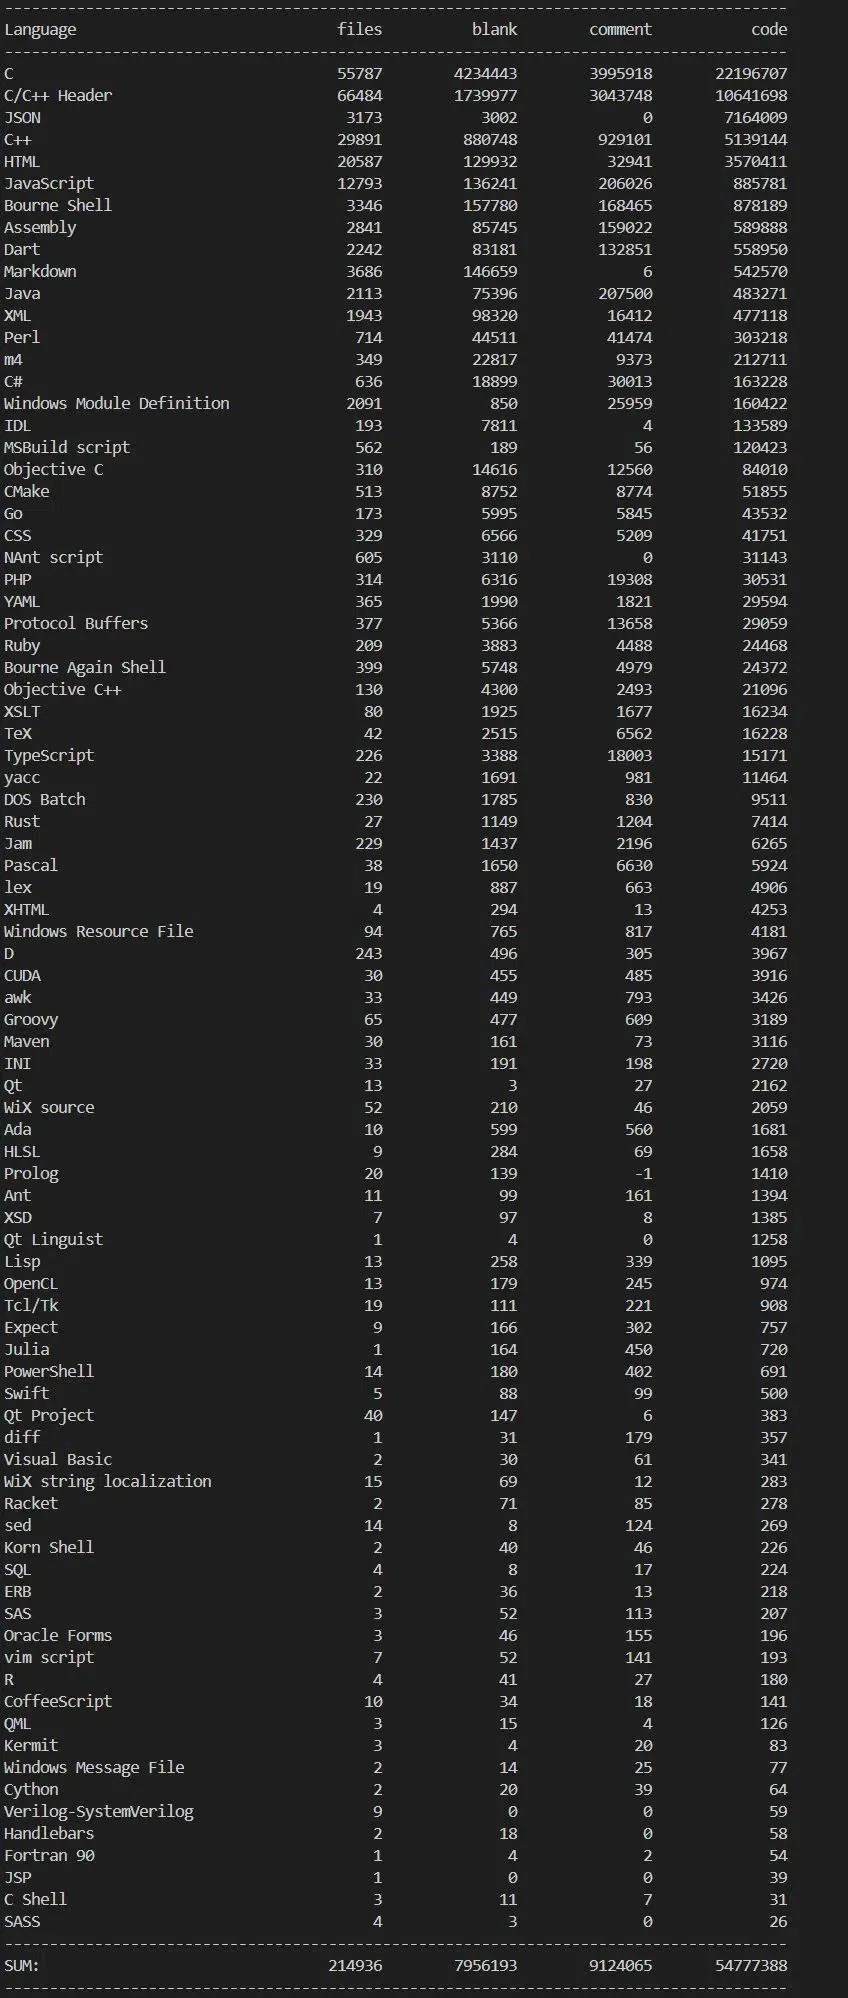 --------------------------------------------------------------------------------------
Language files blank comment code
--------------------------------------------------------------------------------------
C 55787 4234443 3995918 22196707
C/C++ Header 66484 1739977 3043748 10641698
JSON 3173 3002 0 7164009
C++ 29891 880748 929101 5139144
HTML 20587 129932 32941 3570411
JavaScript 12793 136241 206026 885781
Bourne Shell 3346 157780 168465 878189
Assembly 2841 85745 159022 589888
Dart 2242 83181 132851 558950
Markdown 3686 146659 6 542570
Java 2113 75396 207500 483271
XML 1943 98320 16412 477118
Perl 714 44511 41474 303218
m4 349 22817 9373 212711
C# 636 18899 30013 163228
Windows Module Definition 2091 850 25959 160422
IDL 193 7811 4 133589
MSBuild script 562 189 56 120423
Objective C 310 14616 12560 84010
CMake 513 8752 8774 51855
Go 173 5995 5845 43532
CSS 329 6566 5209 41751
NAnt script 605 3110 0 31143
PHP 314 6316 19308 30531
YAML 365 1990 1821 29594
Protocol Buffers 377 5366 13658 29059
Ruby 209 3883 4488 24468
Bourne Again Shell 399 5748 4979 24372
Objective C++ 130 4300 2493 21096
XSLT 80 1925 1677 16234
TeX 42 2515 6562 16228
TypeScript 226 3388 18003 15171
yacc 22 1691 981 11464
DOS Batch 230 1785 830 9511
Rust 27 1149 1204 7414
Jam 229 1437 2196 6265
Pascal 38 1650 6630 5924
lex 19 887 663 4906
XHTML 4 294 13 4253
Windows Resource File 94 765 817 4181
D 243 496 305 3967
CUDA 30 455 485 3916
awk 33 449 793 3426
Groovy 65 477 609 3189
Maven 30 161 73 3116
INI 33 191 198 2720
Qt 13 3 27 2162
WiX source 52 210 46 2059
Ada 10 599 560 1681
HLSL 9 284 69 1658
Prolog 20 139 -1 1410
Ant 11 99 161 1394
XSD 7 97 8 1385
Qt Linguist 1 4 0 1258
Lisp 13 258 339 1095
OpenCL 13 179 245 974
Tcl/Tk 19 111 221 908
Expect 9 166 302 757
Julia 1 164 450 720
PowerShell 14 180 402 691
Swift 5 88 99 500
Qt Project 40 147 6 383
diff 1 31 179 357
Visual Basic 2 30 61 341
WiX string localization 15 69 12 283
Racket 2 71 85 278
sed 14 8 124 269
Korn Shell 2 40 46 226
SQL 4 8 17 224
ERB 2 36 13 218
SAS 3 52 113 207
Oracle Forms 3 46 155 196
vim script 7 52 141 193
R 4 41 27 180
CoffeeScript 10 34 18 141
QML 3 15 4 126
Kermit 3 4 20 83
Windows Message File 2 14 25 77
Cython 2 20 39 64
Verilog-SystemVerilog 9 0 0 59
Handlebars 2 18 0 58
Fortran 90 1 4 2 54
JSP 1 0 0 39
C Shell 3 11 7 31
SASS 4 3 0 26
--------------------------------------------------------------------------------------
SUM: 214936 7956193 9124065 54777388
--------------------------------------------------------------------------------------